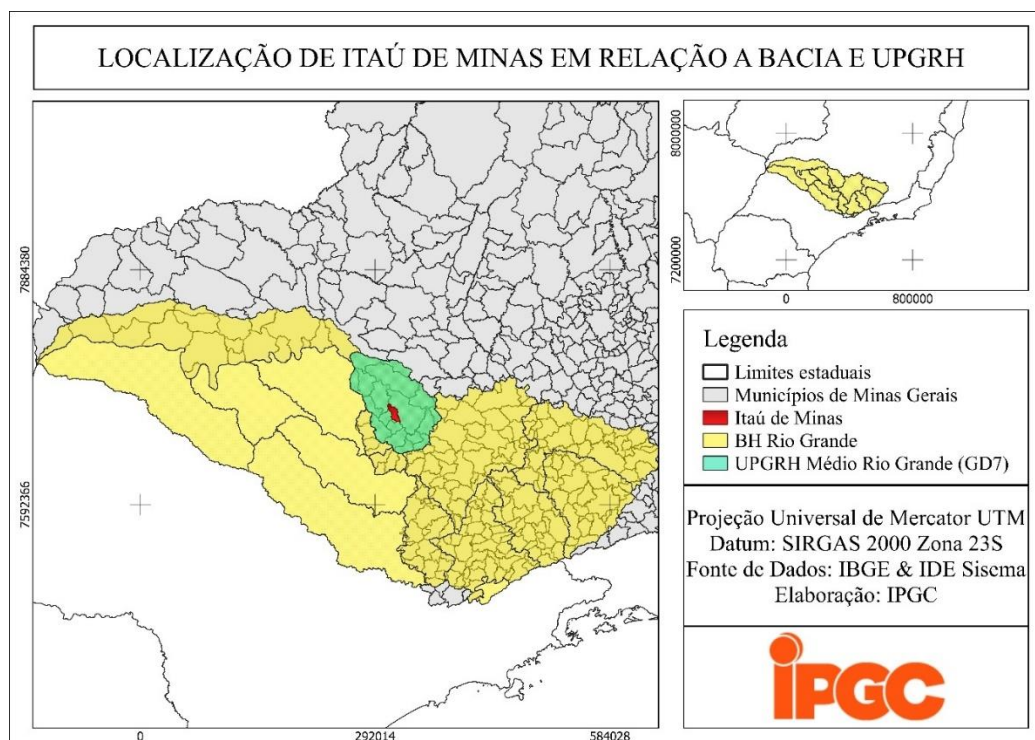 LOCALIZAÇÃO DE ITAÚ DE MINAS EM RELAÇÃO A BACIA E UPGRH
7884380
7592366
0
292014
584028
8000000
7200000
0
800000
Legenda
Limites estaduais
Municípios de Minas Gerais
Itaú de Minas
BH Rio Grande
UPGRH Médio Rio Grande (GD7)
Projeção Universal de Mercator UTM
Datum: SIRGAS 2000 Zona 23S
Fonte de Dados: IBGE & IDE Sisema
Elaboração: IPGC
iPGC